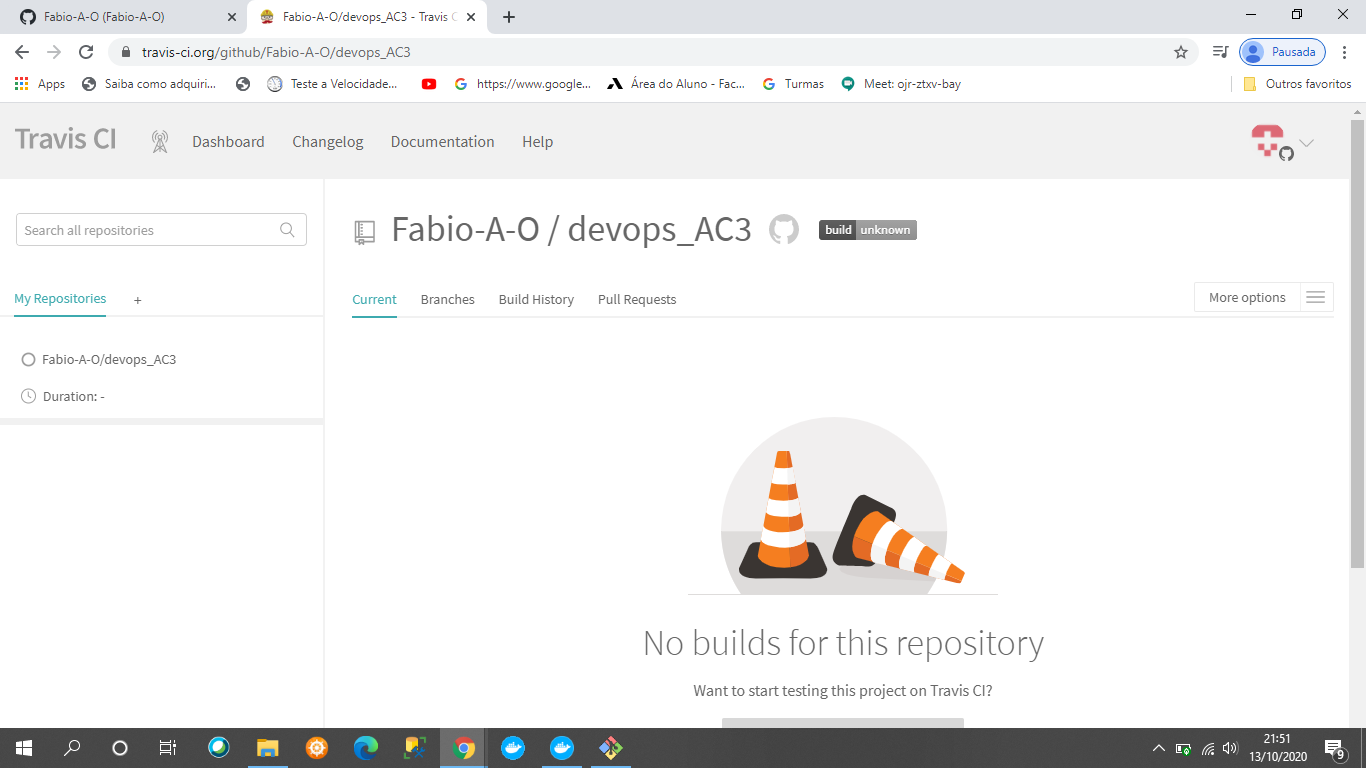 Fabio-A-O (Fabio-A-O)
Fabio-A-O/devops_AC3 - Travis C
travis-ci.org/github/Fabio-A-O/devops_AC3
Pausada
Apps
Saiba como adquiri...
Teste a Velocidade...
https://www.google...
Área do Aluno - Fac...
Turmas
Meet: ojr-ztxv-bay
Outros favoritos
Travis CI
Dashboard
Changelog
Documentation
Help
Search all repositories
My Repositories
+
Fabio-A-O/devops_AC3
Duration: -
Fabio-A-O / devops_AC3
build unknown
Current
Branches
Build History
Pull Requests
More options
No builds for this repository
Want to start testing this project on Travis CI?
21:51
13/10/2020
9